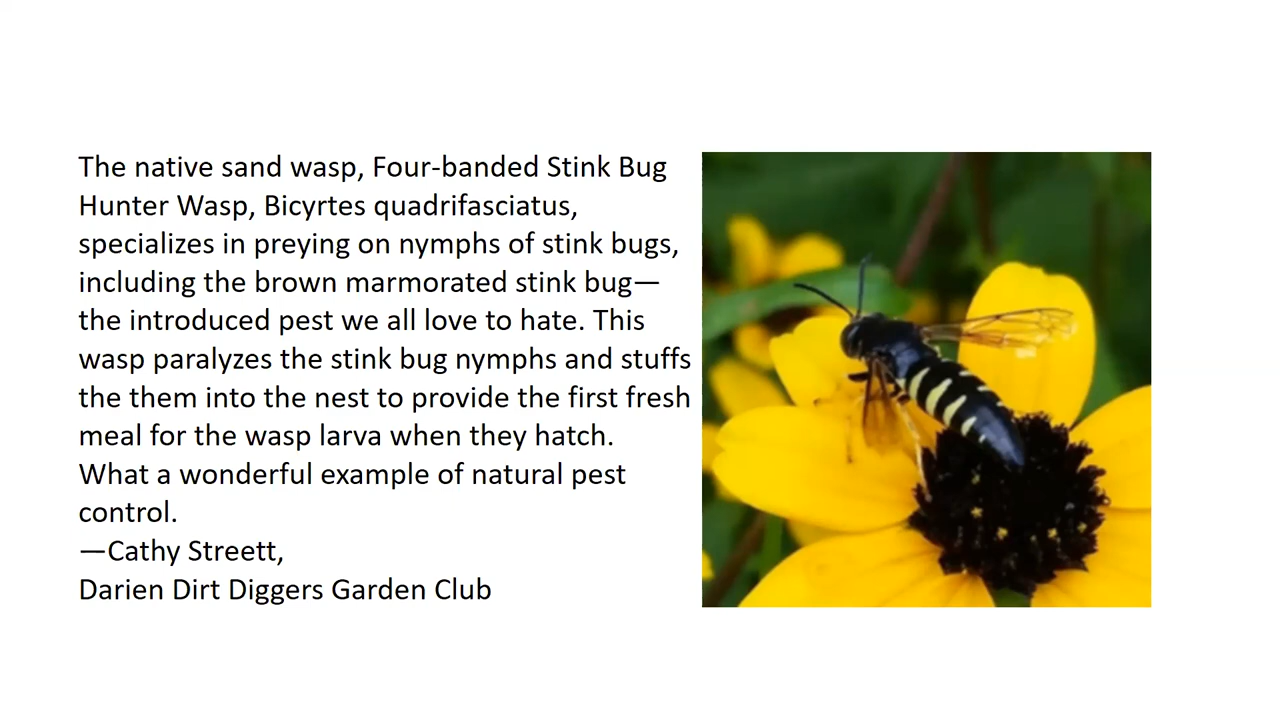 The native sand wasp, Four-banded Stink Bug
Hunter Wasp, Bicyrtes quadrifasciatus,
specializes in preying on nymphs of stink bugs,
including the brown marmorated stink bug—
the introduced pest we all love to hate. This
wasp paralyzes the stink bug nymphs and stuffs
the them into the nest to provide the first fresh
meal for the wasp larva when they hatch.
What a wonderful example of natural pest
control.
—Cathy Streett,
Darien Dirt Diggers Garden Club